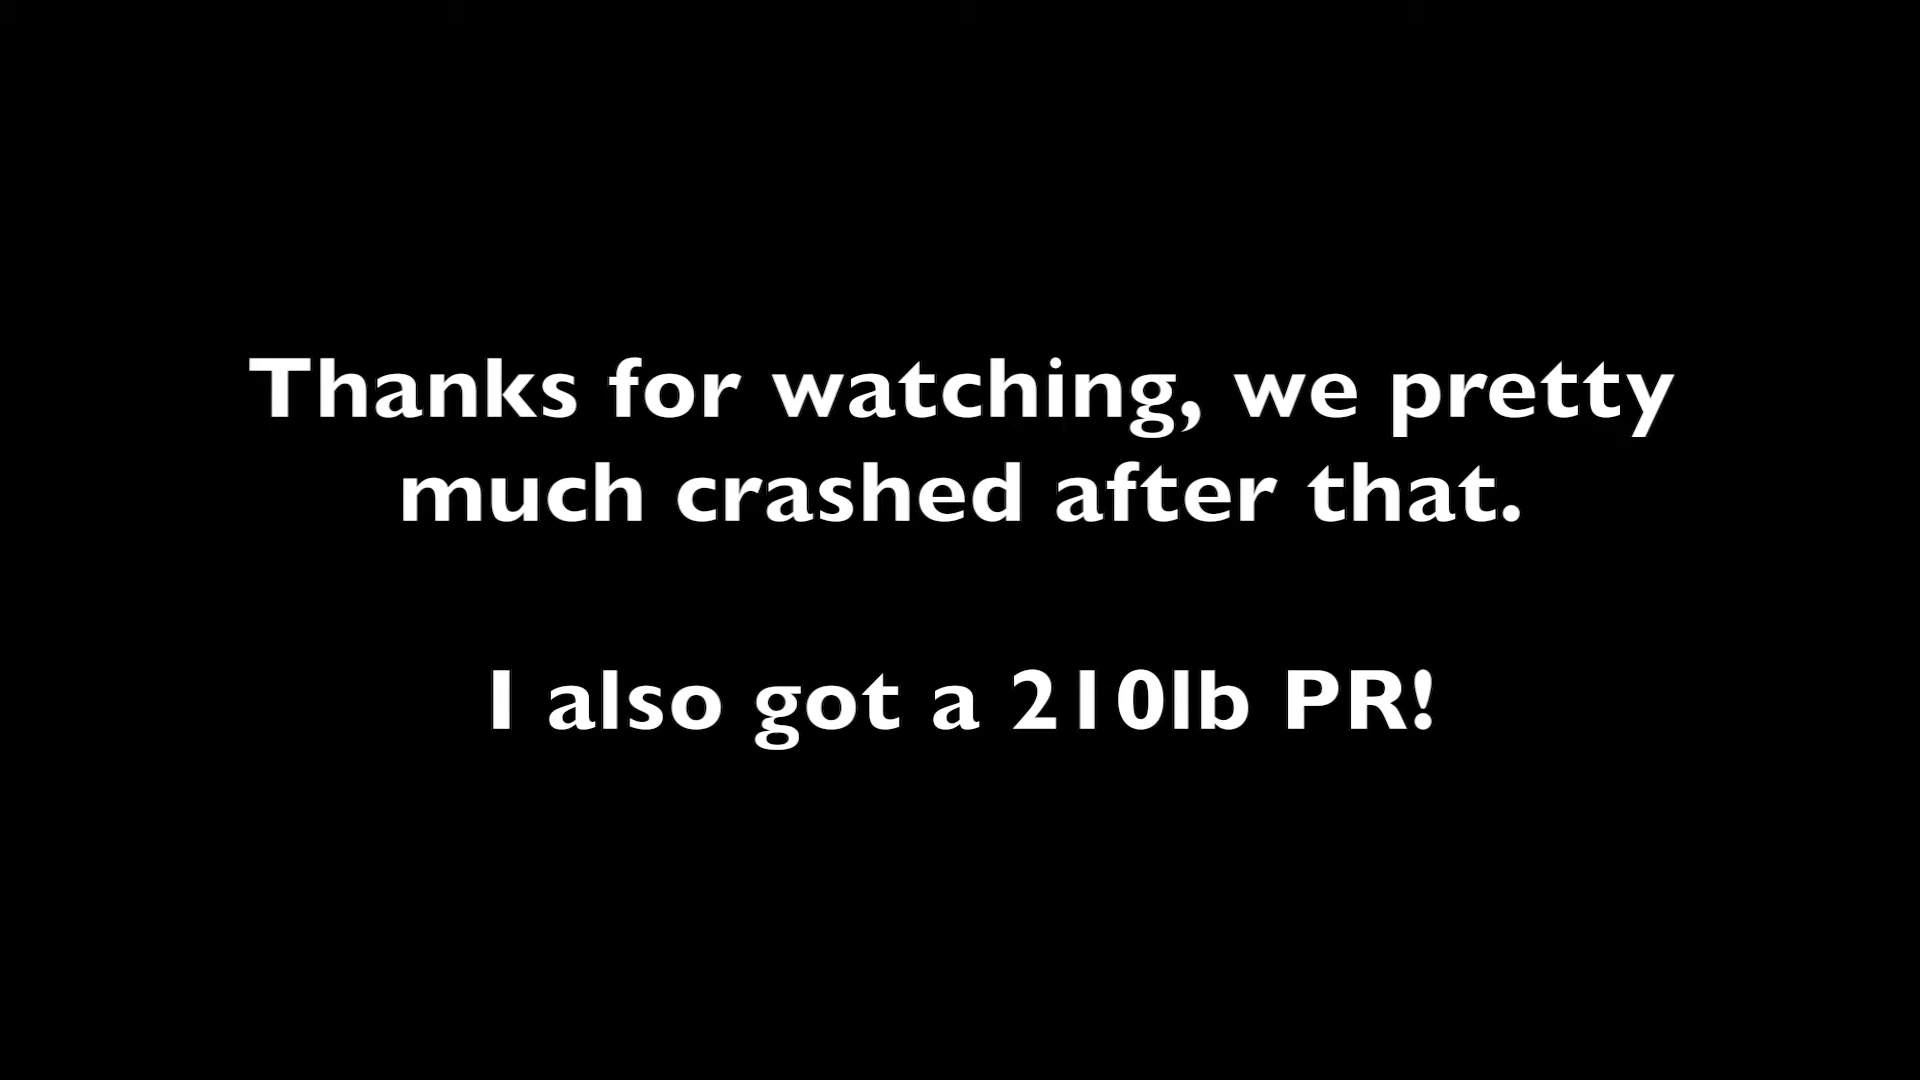 Thanks for watching, we pretty
much crashed after that.
I also got a 210lb PR!